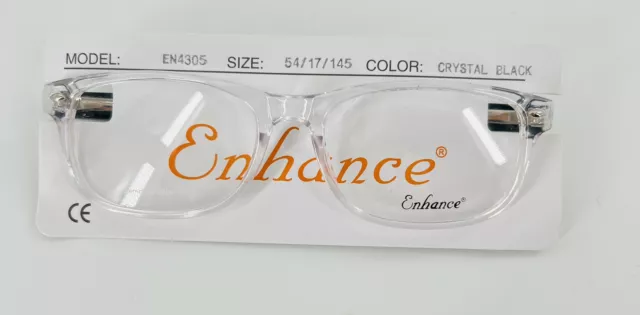 MODEL: EN4305 SIZE: 54/17/145 COLOR: CRYSTAL BLACK
Enhance®
Enhance®
CE